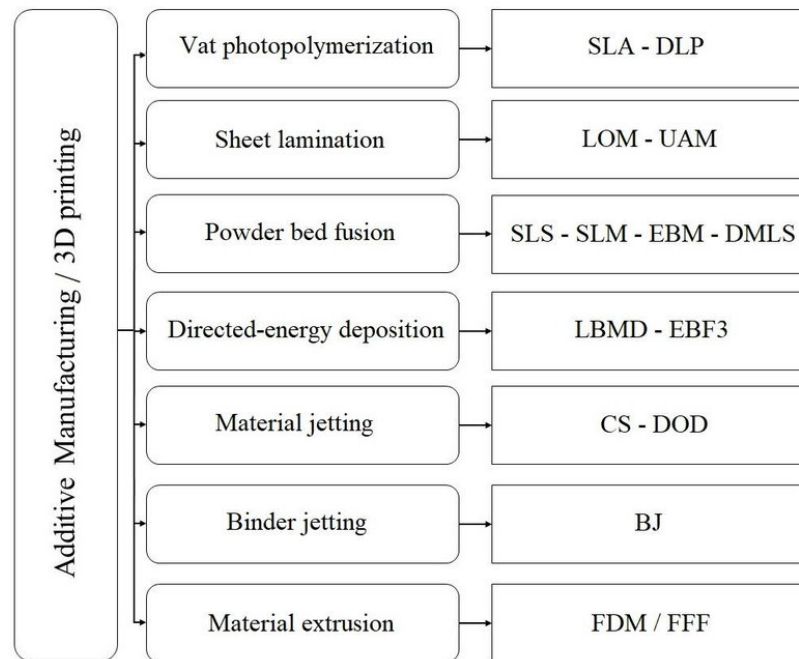 Additive Manufacturing / 3D printing
Vat photopolymerization
SLA - DLP
Sheet lamination
LOM - UAM
Powder bed fusion
SLS - SLM - EBM - DMLS
Directed-energy deposition
LBMD - EBF3
Material jetting
CS - DOD
Binder jetting
BJ
Material extrusion
FDM / FFF